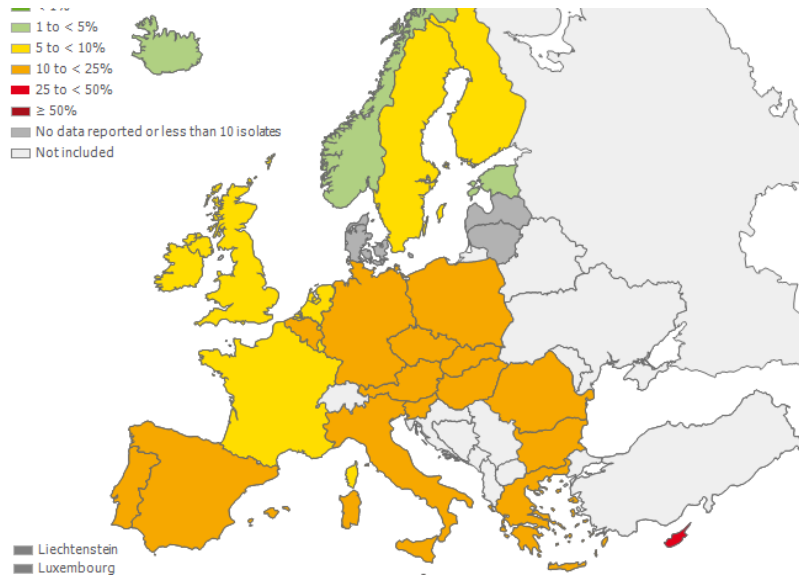 < 1%
1 to < 5%
5 to < 10%
10 to < 25%
25 to < 50%
≥ 50%
No data reported or less than 10 isolates
Not included
Liechtenstein
Luxembourg